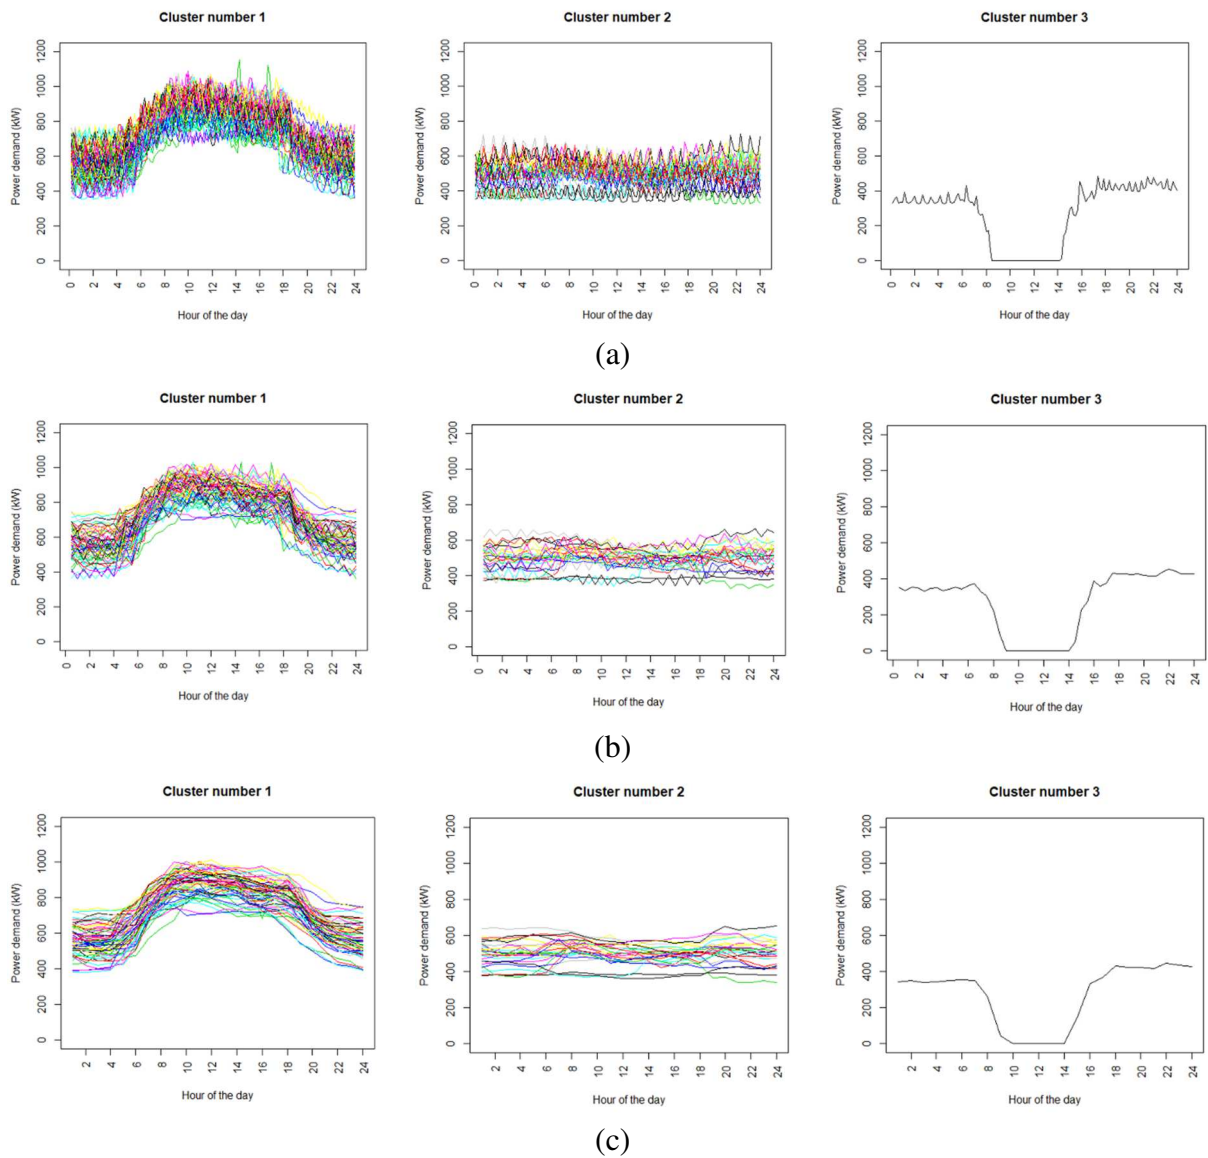 Cluster number 1 Cluster number 2 Cluster number 3
Power demand (kW) Power demand (kW) Power demand (kW)
0 200 400 600 800 1000 1200 0 200 400 600 800 1000 1200 0 200 400 600 800 1000 1200
0 2 4 6 8 10 12 14 16 18 20 22 24 0 2 4 6 8 10 12 14 16 18 20 22 24 0 2 4 6 8 10 12 14 16 18 20 22 24
Hour of the day Hour of the day Hour of the day
(a)
Cluster number 1 Cluster number 2 Cluster number 3
Power demand (kW) Power demand (kW) Power demand (kW)
0 200 400 600 800 1000 1200 0 200 400 600 800 1000 1200 0 200 400 600 800 1000 1200
0 2 4 6 8 10 12 14 16 18 20 22 24 0 2 4 6 8 10 12 14 16 18 20 22 24 0 2 4 6 8 10 12 14 16 18 20 22 24
Hour of the day Hour of the day Hour of the day
(b)
Cluster number 1 Cluster number 2 Cluster number 3
Power demand (kW) Power demand (kW) Power demand (kW)
0 200 400 600 800 1000 1200 0 200 400 600 800 1000 1200 0 200 400 600 800 1000 1200
2 4 6 8 10 12 14 16 18 20 22 24 2 4 6 8 10 12 14 16 18 20 22 24 2 4 6 8 10 12 14 16 18 20 22 24
Hour of the day Hour of the day Hour of the day
(c)